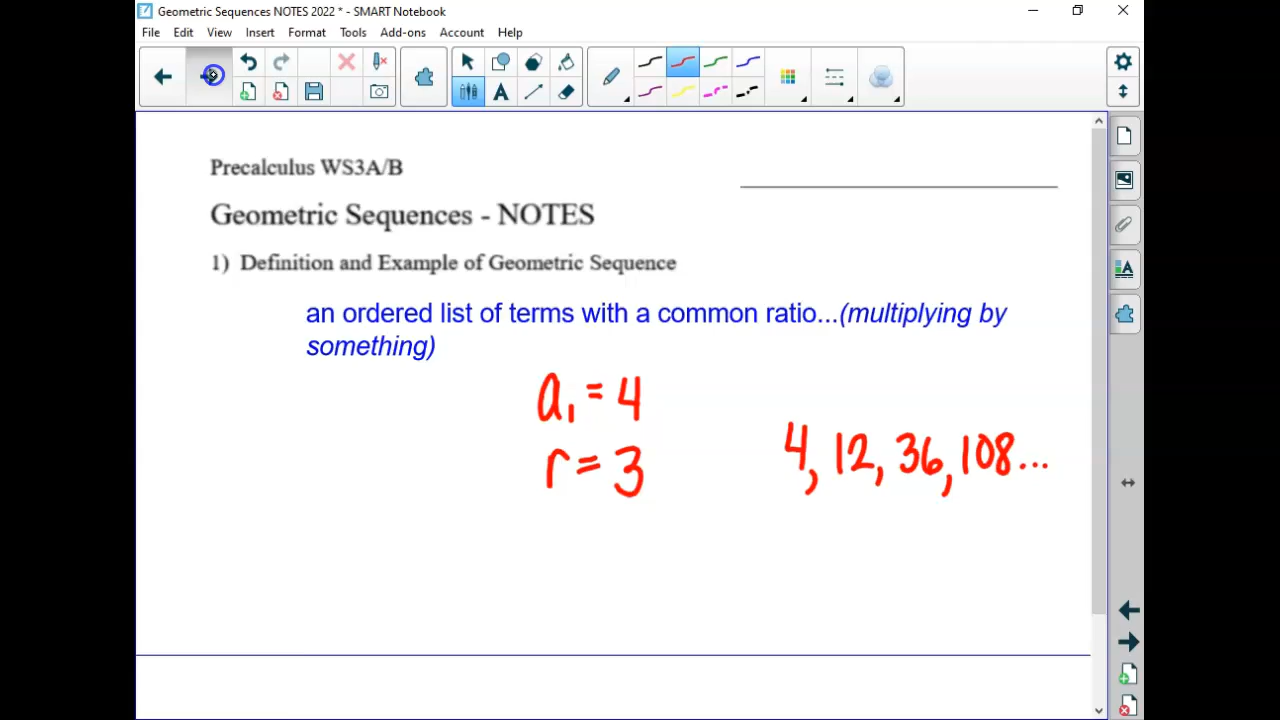 Geometric Sequences NOTES 2022 * - SMART Notebook
File Edit View Insert Format Tools Add-ons Account Help
Precalculus WS3A/B
Geometric Sequences - NOTES
1) Definition and Example of Geometric Sequence
an ordered list of terms with a common ratio...(multiplying by
something)
a₁ = 4
r = 3
4, 12, 36, 108...